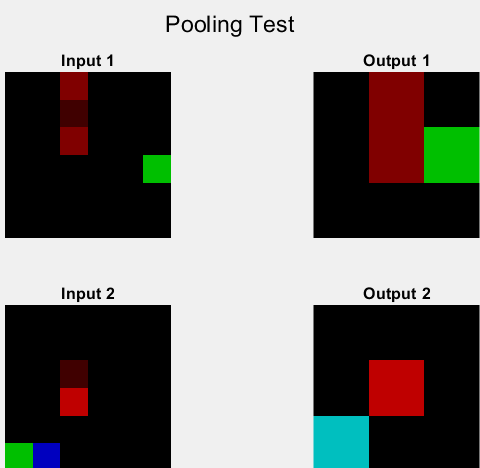 Pooling Test
Input 1
Output 1
Input 2
Output 2